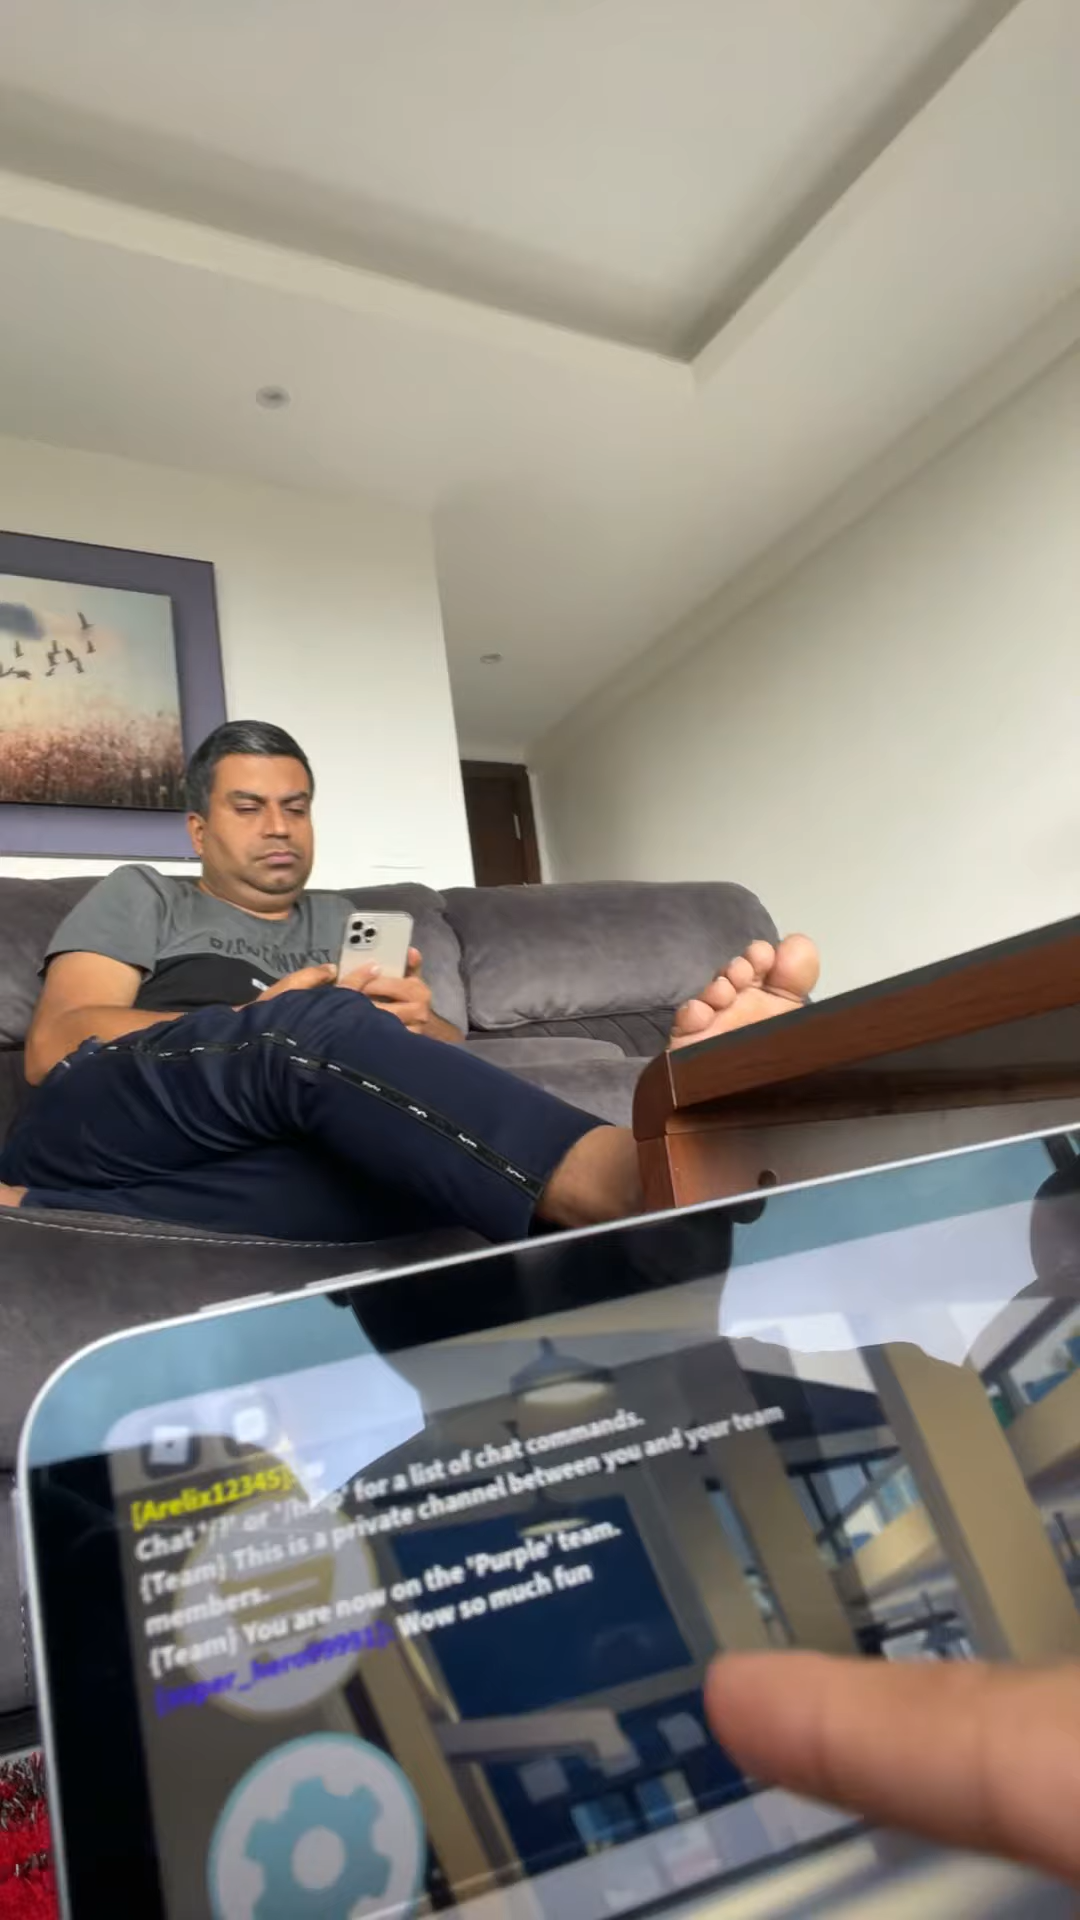 [Arelix12345]:
Chat '/?' or '/help' for a list of chat commands.
{Team} This is a private channel between you and your team
members.
{Team} You are now on the 'Purple' team.
[super_hero99991]: Wow so much fun